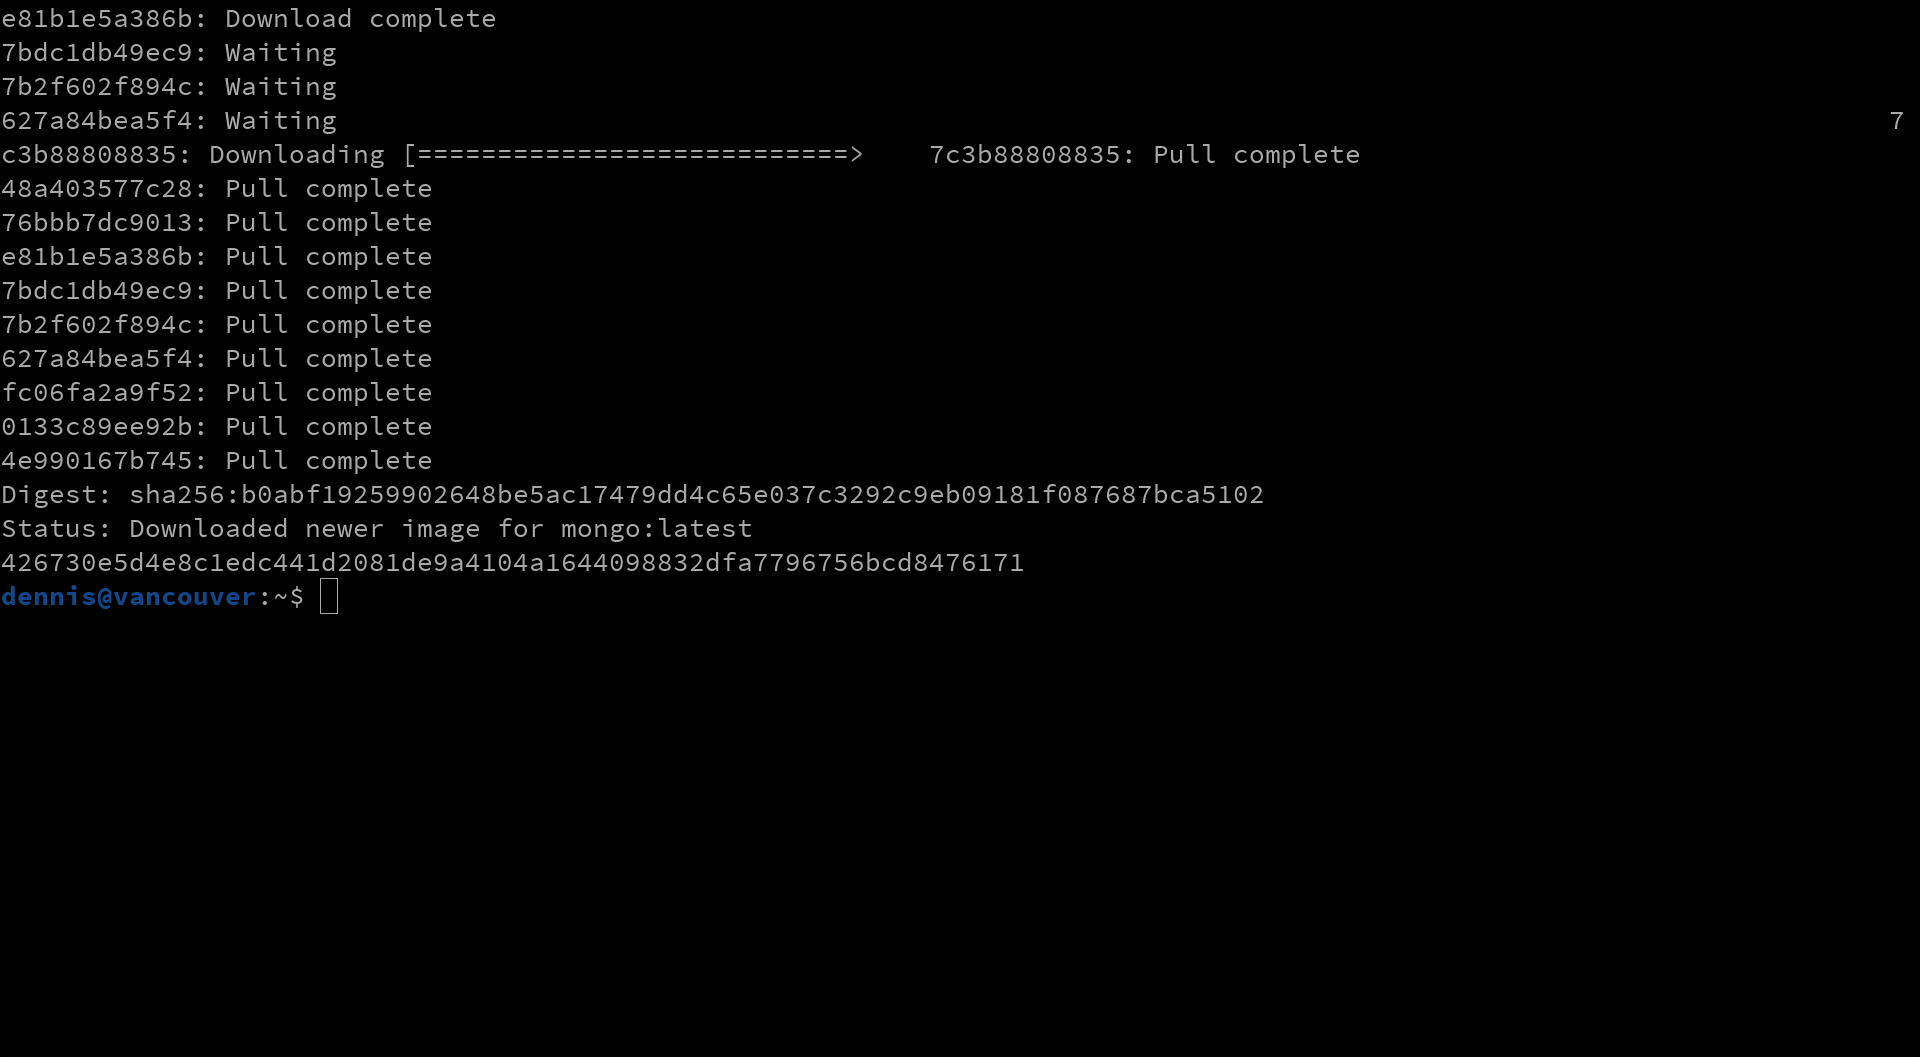 e81b1e5a386b: Download complete
7bdc1db49ec9: Waiting
7b2f602f894c: Waiting
627a84bea5f4: Waiting 7
c3b88808835: Downloading [===========================> 7c3b88808835: Pull complete
48a403577c28: Pull complete
76bbb7dc9013: Pull complete
e81b1e5a386b: Pull complete
7bdc1db49ec9: Pull complete
7b2f602f894c: Pull complete
627a84bea5f4: Pull complete
fc06fa2a9f52: Pull complete
0133c89ee92b: Pull complete
4e990167b745: Pull complete
Digest: sha256:b0abf19259902648be5ac17479dd4c65e037c3292c9eb09181f087687bca5102
Status: Downloaded newer image for mongo:latest
426730e5d4e8c1edc441d2081de9a4104a1644098832dfa7796756bcd8476171
dennis@vancouver:~$